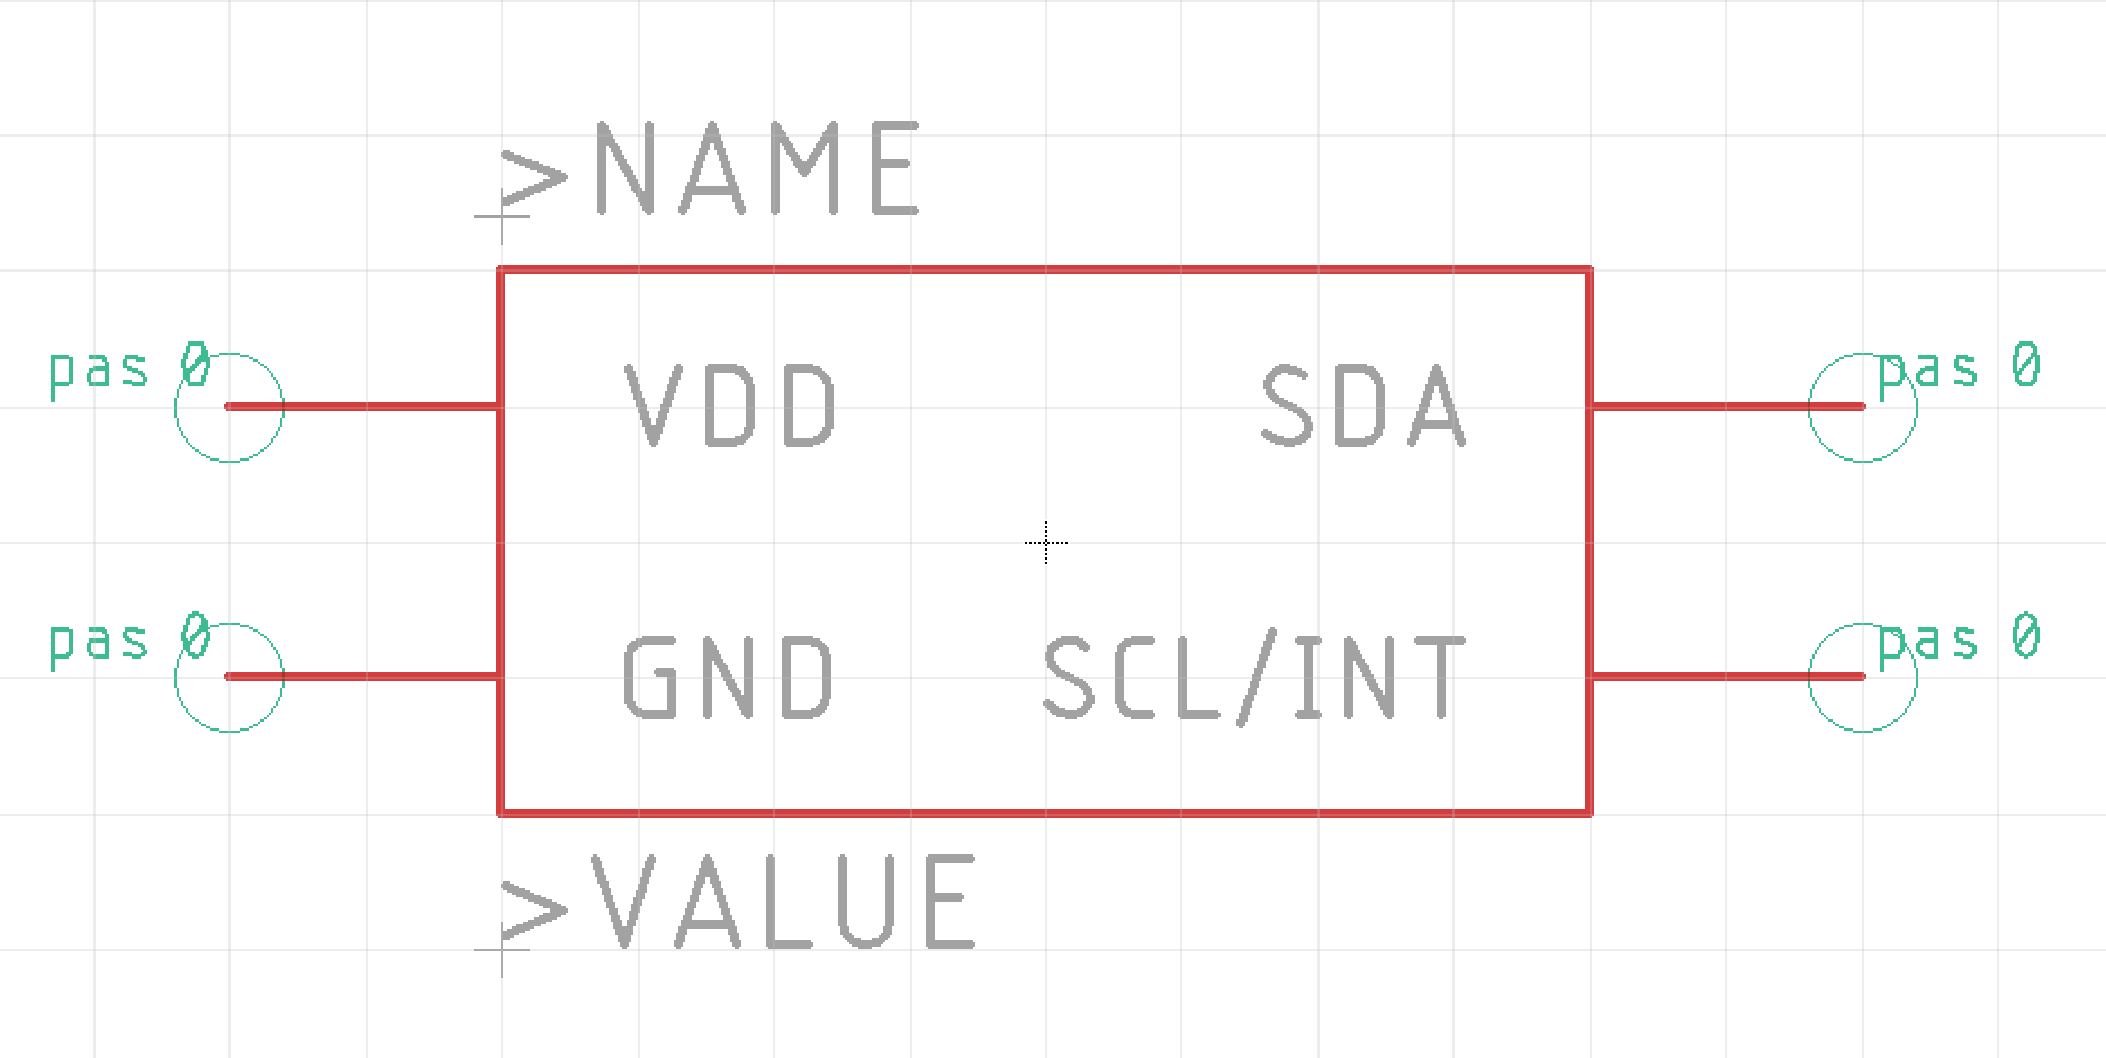 >NAME
pas 0 VDD SDA pas 0
pas 0 GND SCL/INT pas 0
>VALUE